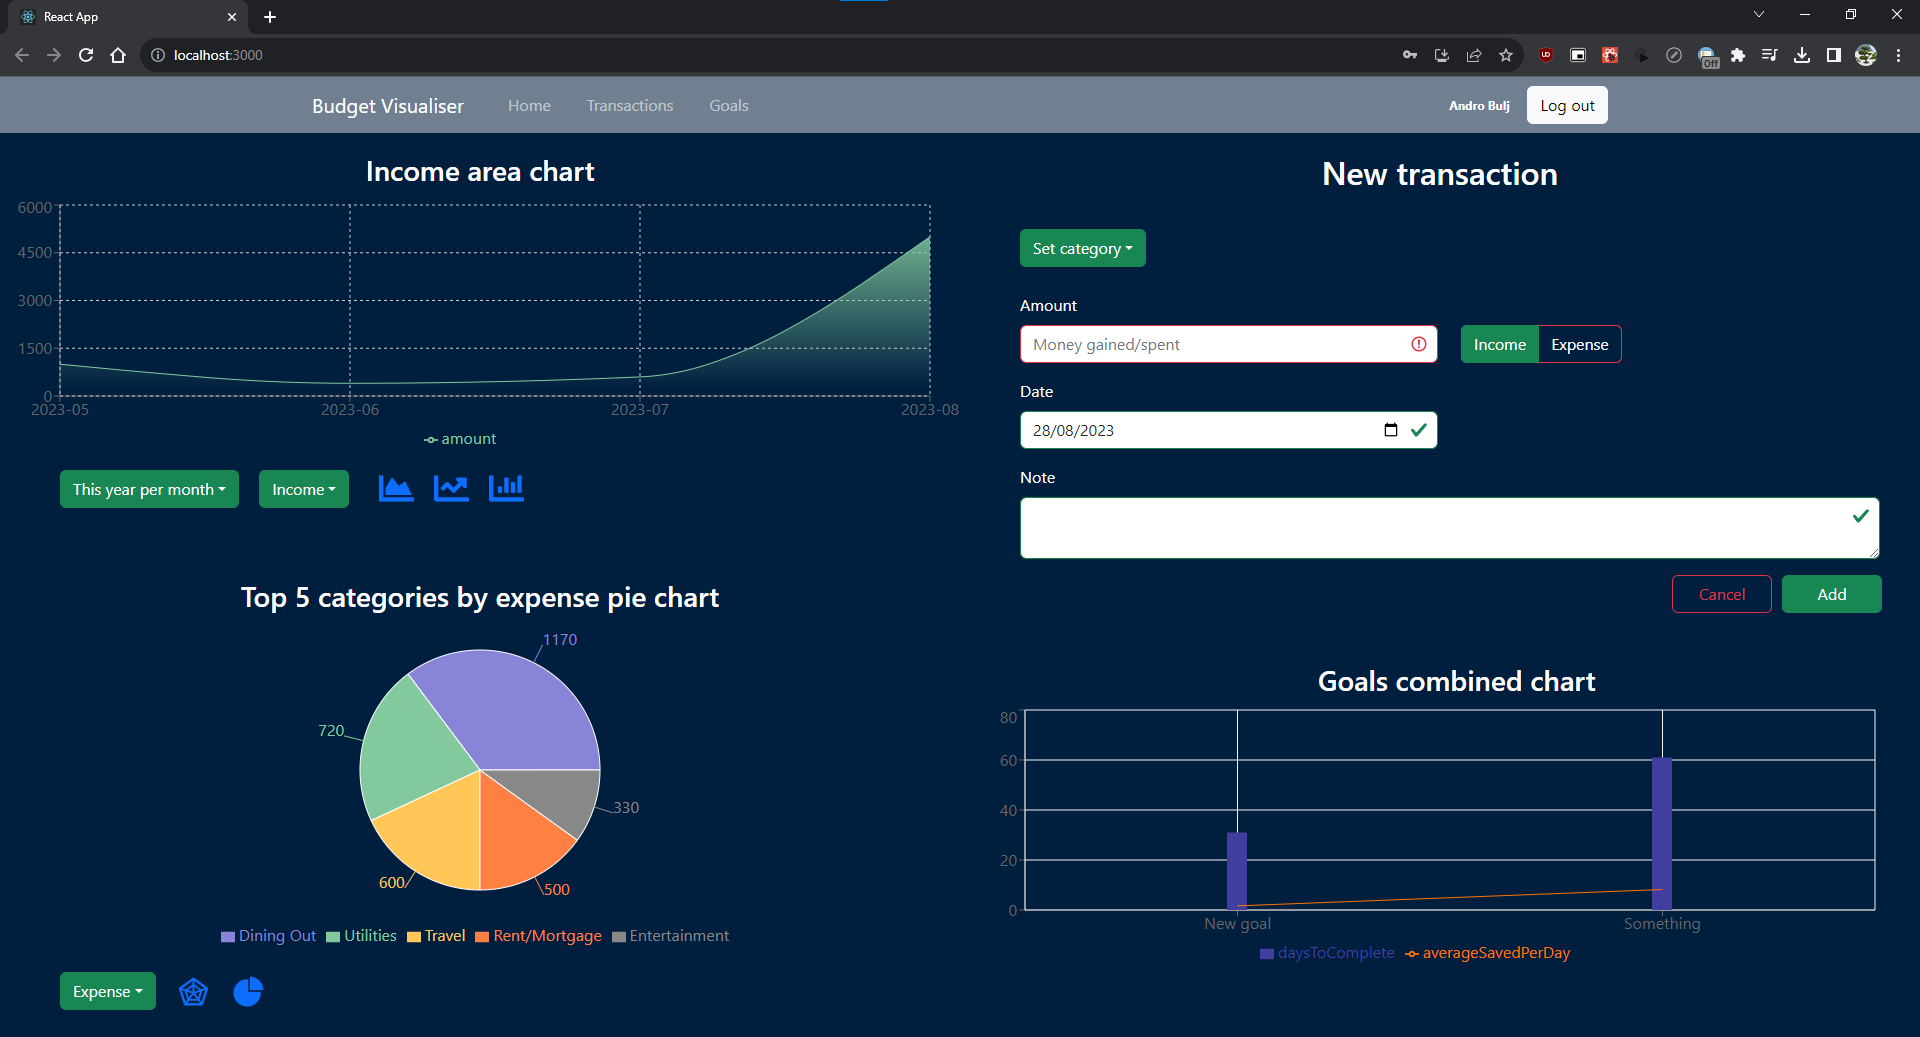 React App
localhost:3000
Off
Budget Visualiser Home Transactions Goals Andro Bulj Log out
Income area chart
6000
4500
3000
1500
0
2023-05 2023-06 2023-07 2023-08
amount
This year per month Income
Top 5 categories by expense pie chart
1170
720
330
600
500
Dining Out Utilities Travel Rent/Mortgage Entertainment
Expense
New transaction
Set category
Amount
Money gained/spent Income Expense
Date
28/08/2023
Note
Cancel Add
Goals combined chart
80
60
40
20
0
New goal Something
daysToComplete averageSavedPerDay